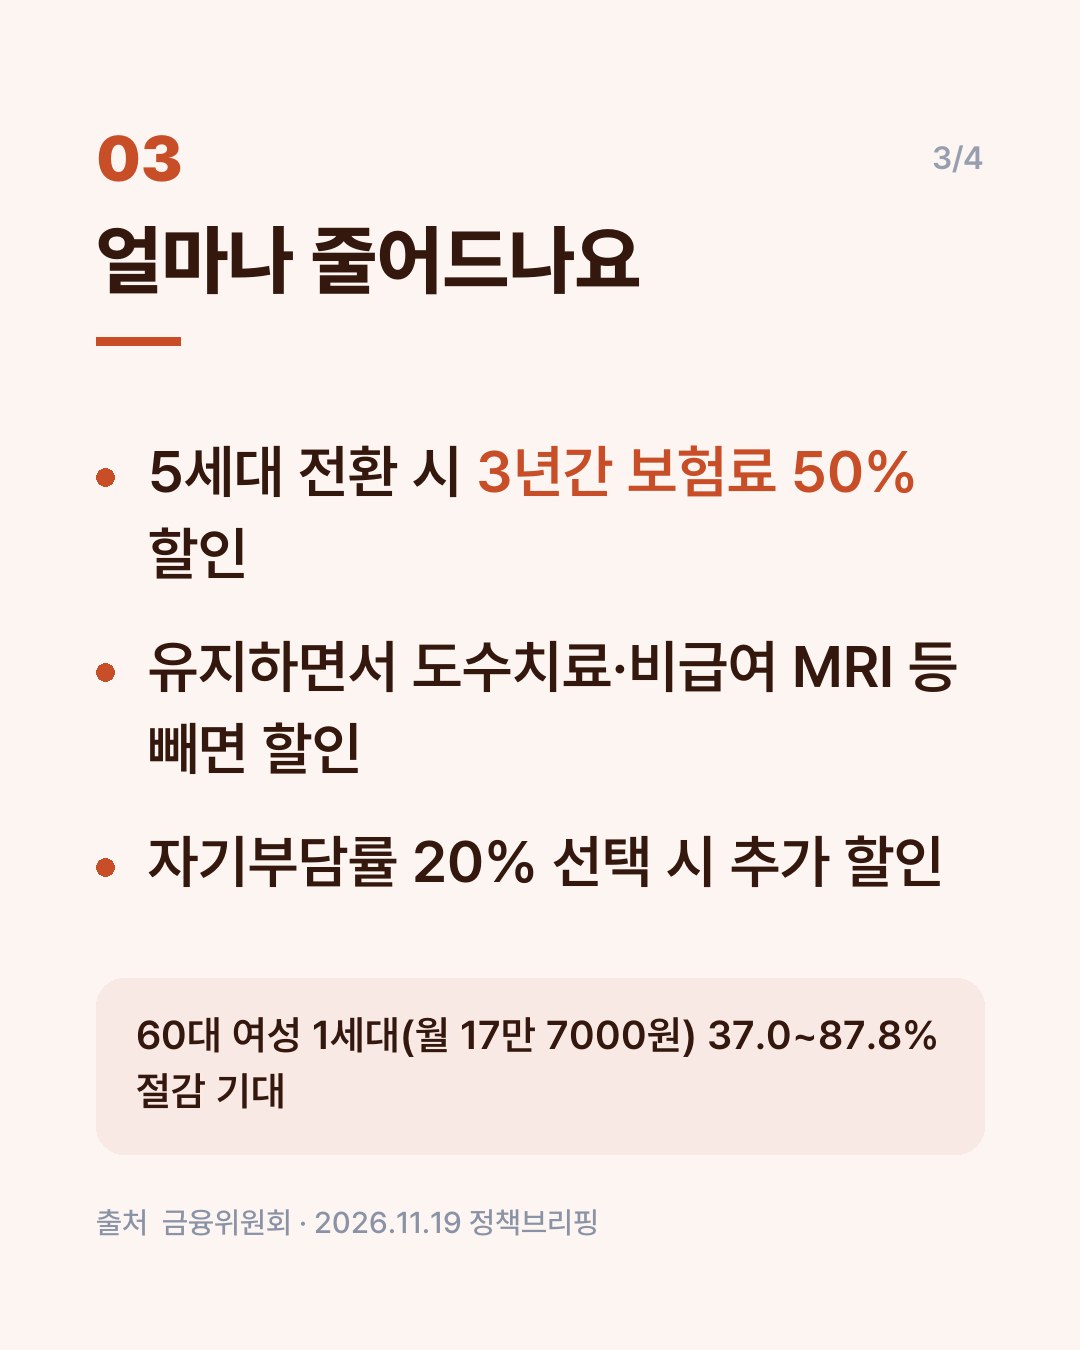 03
3/4
얼마나 줄어드나요
5세대 전환 시 3년간 보험료 50%
할인
유지하면서 도수치료·비급여 MRI 등
빼면 할인
자기부담률 20% 선택 시 추가 할인
60대 여성 1세대(월 17만 7000원) 37.0~87.8%
절감 기대
출처 금융위원회 · 2026.11.19 정책브리핑